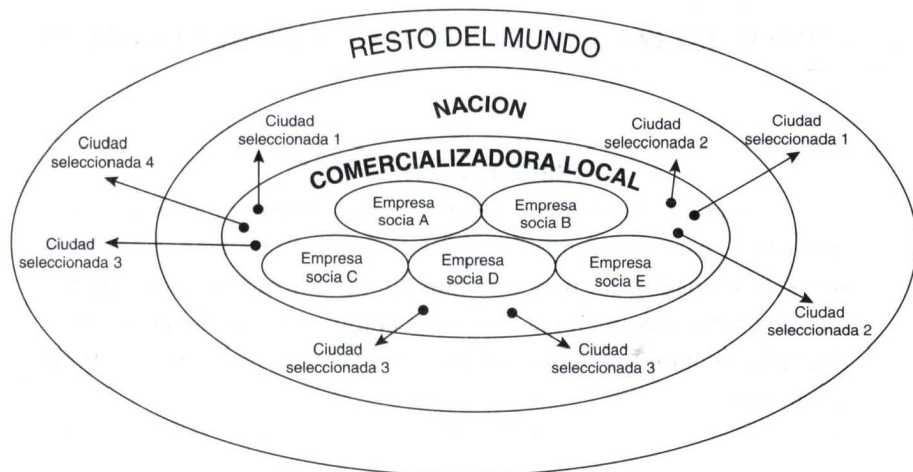 RESTO DEL MUNDO
NACION
Ciudad
seleccionada 1
Ciudad
seleccionada 2
Ciudad
seleccionada 1
Ciudad
seleccionada 4
COMERCIALIZADORA LOCAL
Empresa
socia A
Empresa
socia B
Ciudad
seleccionada 3
Empresa
socia C
Empresa
socia D
Empresa
socia E
Ciudad
seleccionada 2
Ciudad
seleccionada 3
Ciudad
seleccionada 3